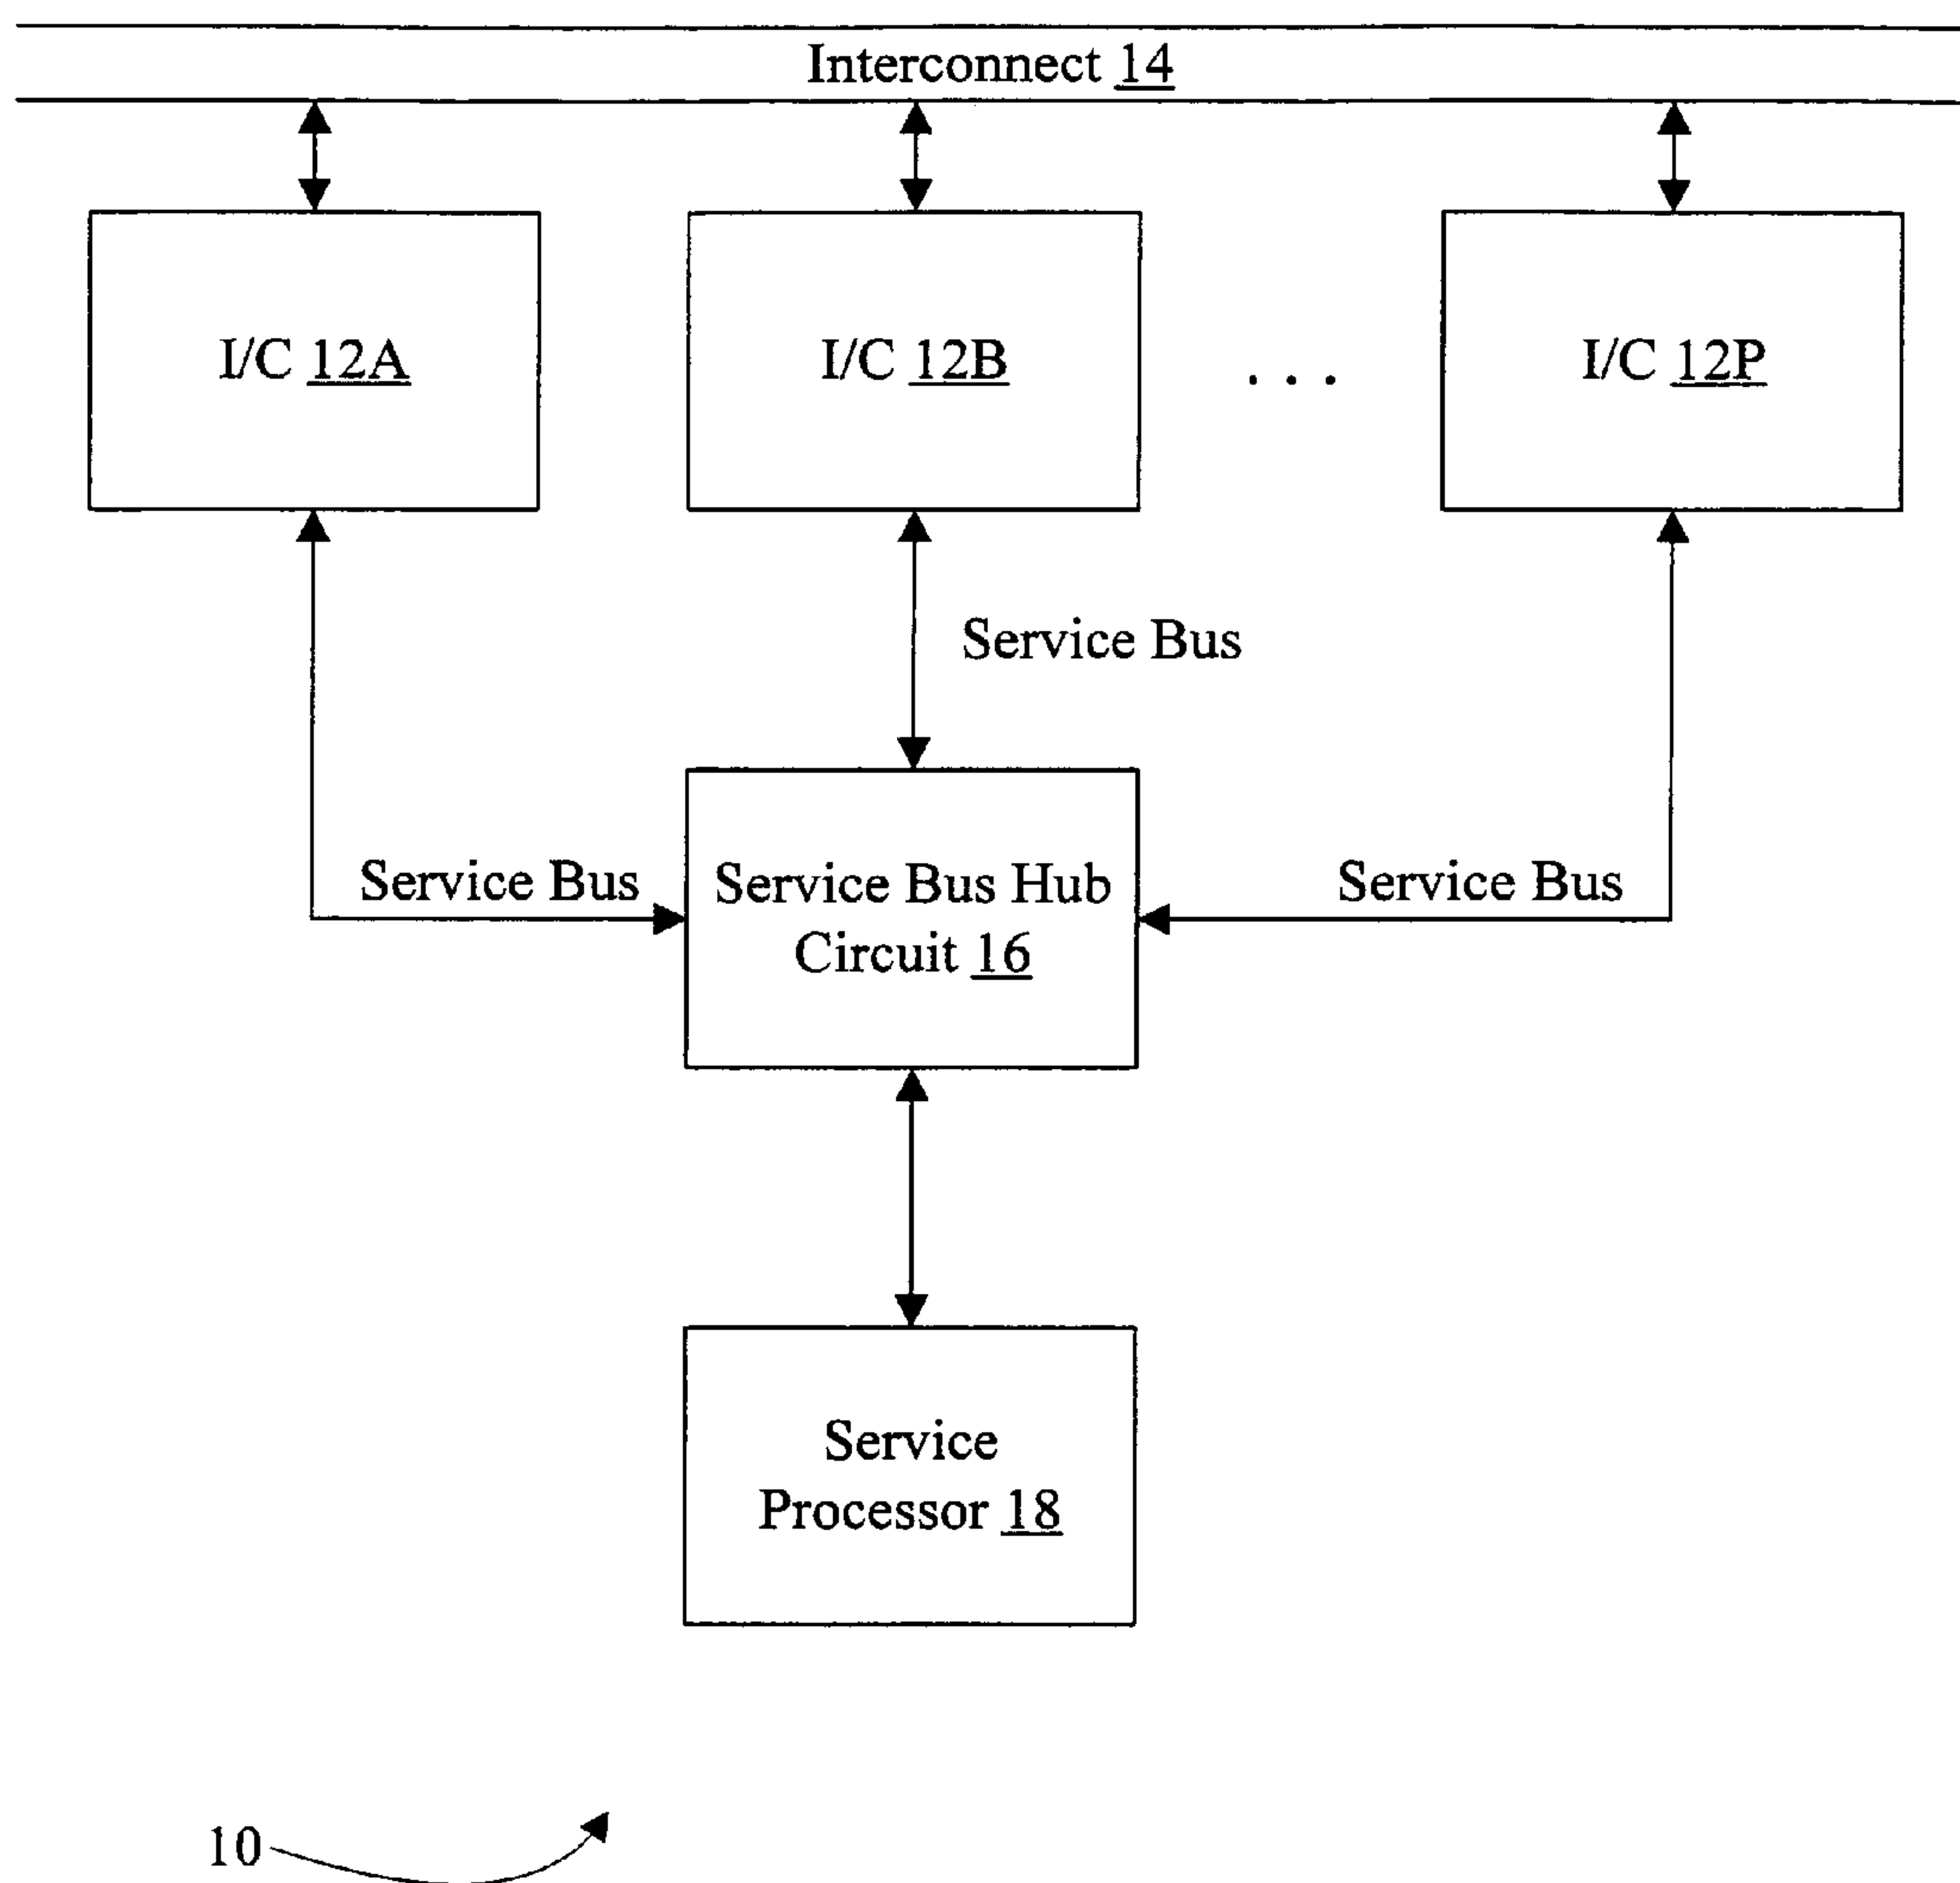 Interconnect 14
I/C 12A
I/C 12B
. . .
I/C 12P
Service Bus
Service Bus
Service Bus Hub
Circuit 16
Service Bus
Service
Processor 18
10